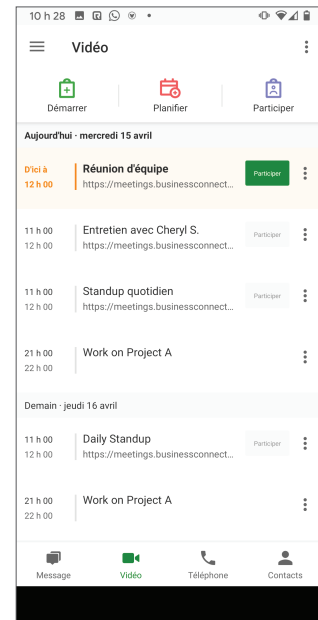 10 h 28
Vidéo
Démarrer
Planifier
Participer
Aujourd'hui · mercredi 15 avril
D'ici à
12 h 00
Réunion d'équipe
https://meetings.businessconnect...
Participer
11 h 00
12 h 00
Entretien avec Cheryl S.
https://meetings.businessconnect...
Participer
11 h 00
12 h 00
Standup quotidien
https://meetings.businessconnect...
Participer
21 h 00
22 h 00
Work on Project A
Demain · jeudi 16 avril
11 h 00
12 h 00
Daily Standup
https://meetings.businessconnect...
Participer
21 h 00
22 h 00
Work on Project A
Message
Vidéo
Téléphone
Contacts